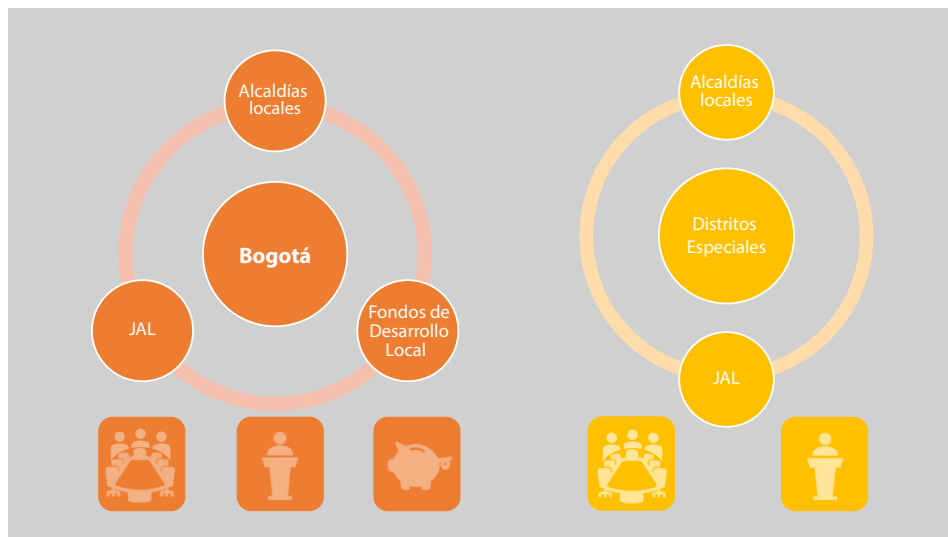 Alcaldías
locales
Bogotá
JAL
Fondos de
Desarrollo
Local
Alcaldías
locales
Distritos
Especiales
JAL